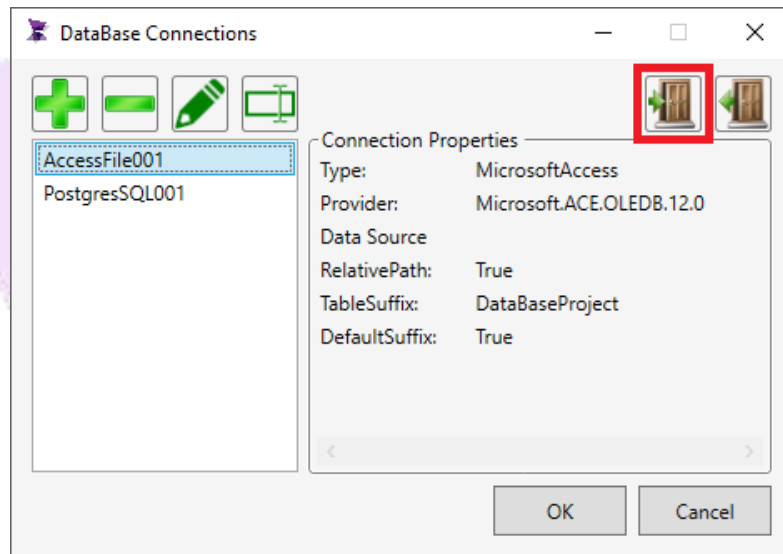 DataBase Connections
AccessFile001
PostgresSQL001
Connection Properties
Type: MicrosoftAccess
Provider: Microsoft.ACE.OLEDB.12.0
Data Source
RelativePath: True
TableSuffix: DataBaseProject
DefaultSuffix: True
OK Cancel